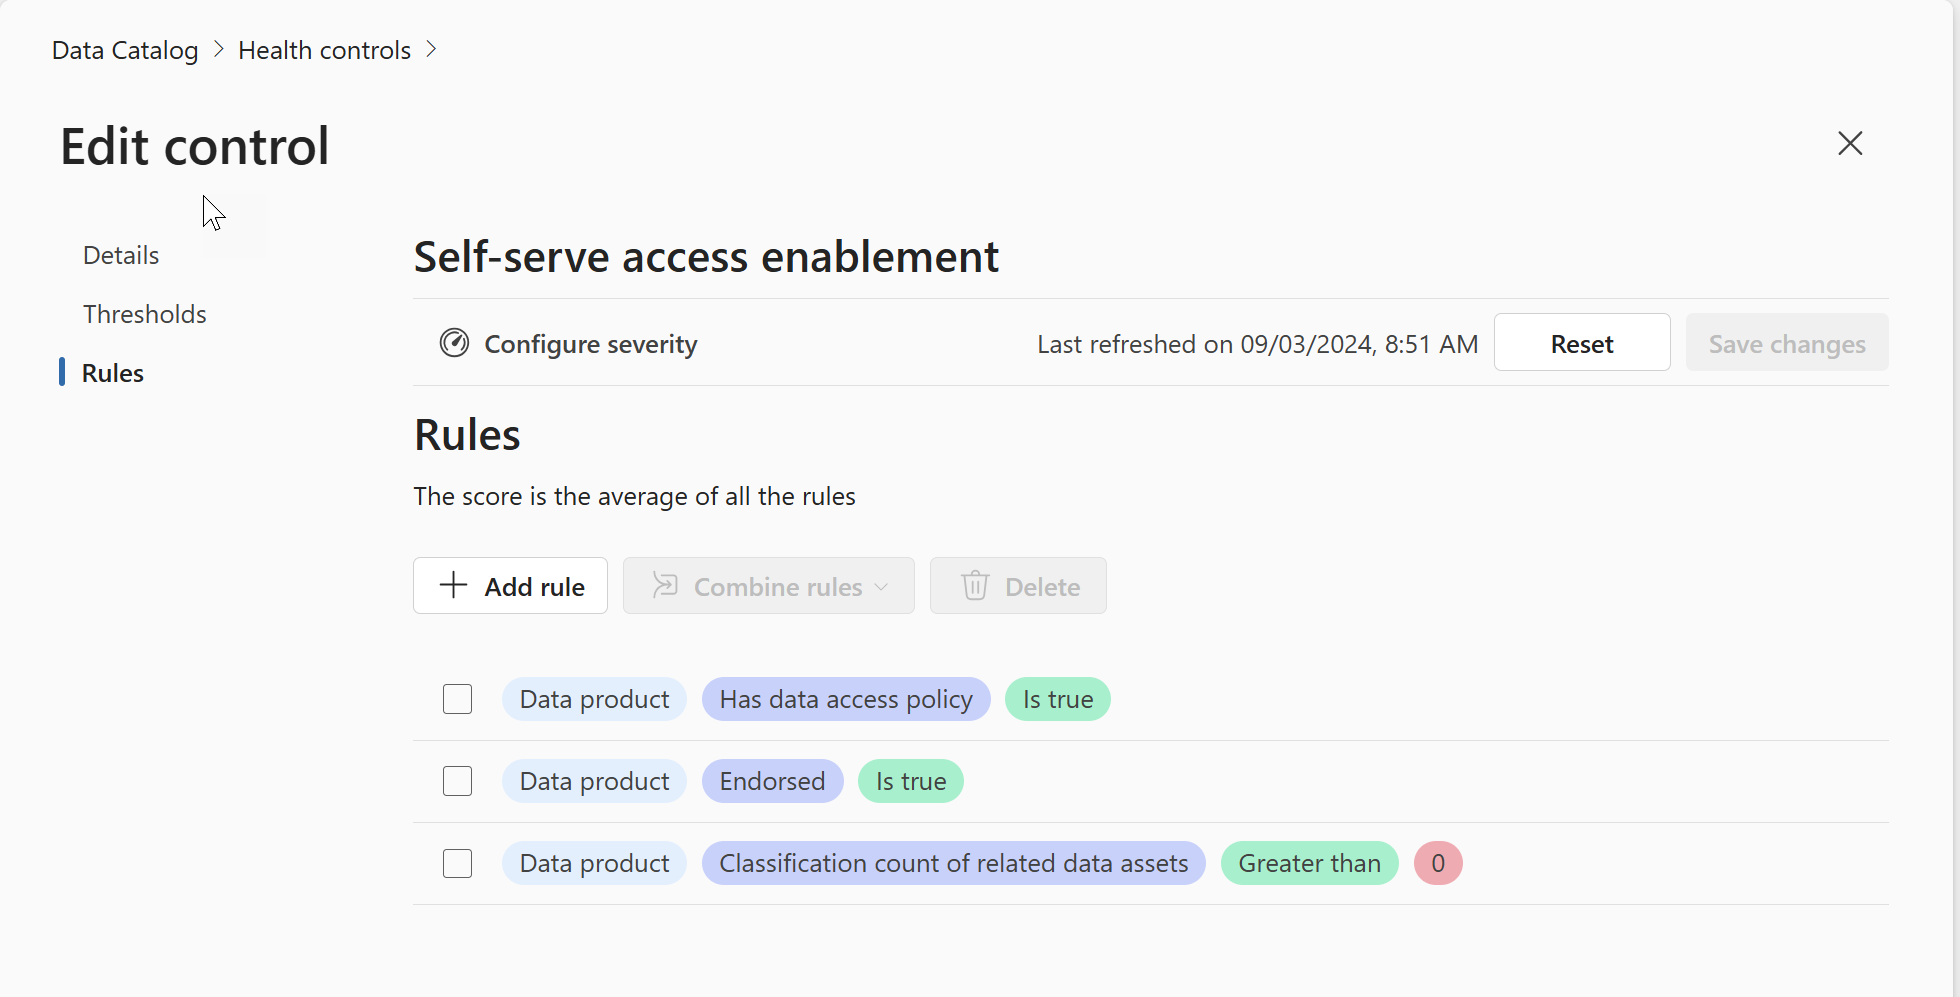 Data Catalog > Health controls >
Edit control
Details
Thresholds
Rules
Self-serve access enablement
Configure severity Last refreshed on 09/03/2024, 8:51 AM Reset Save changes
Rules
The score is the average of all the rules
Add rule Combine rules Delete
Data product Has data access policy Is true
Data product Endorsed Is true
Data product Classification count of related data assets Greater than 0